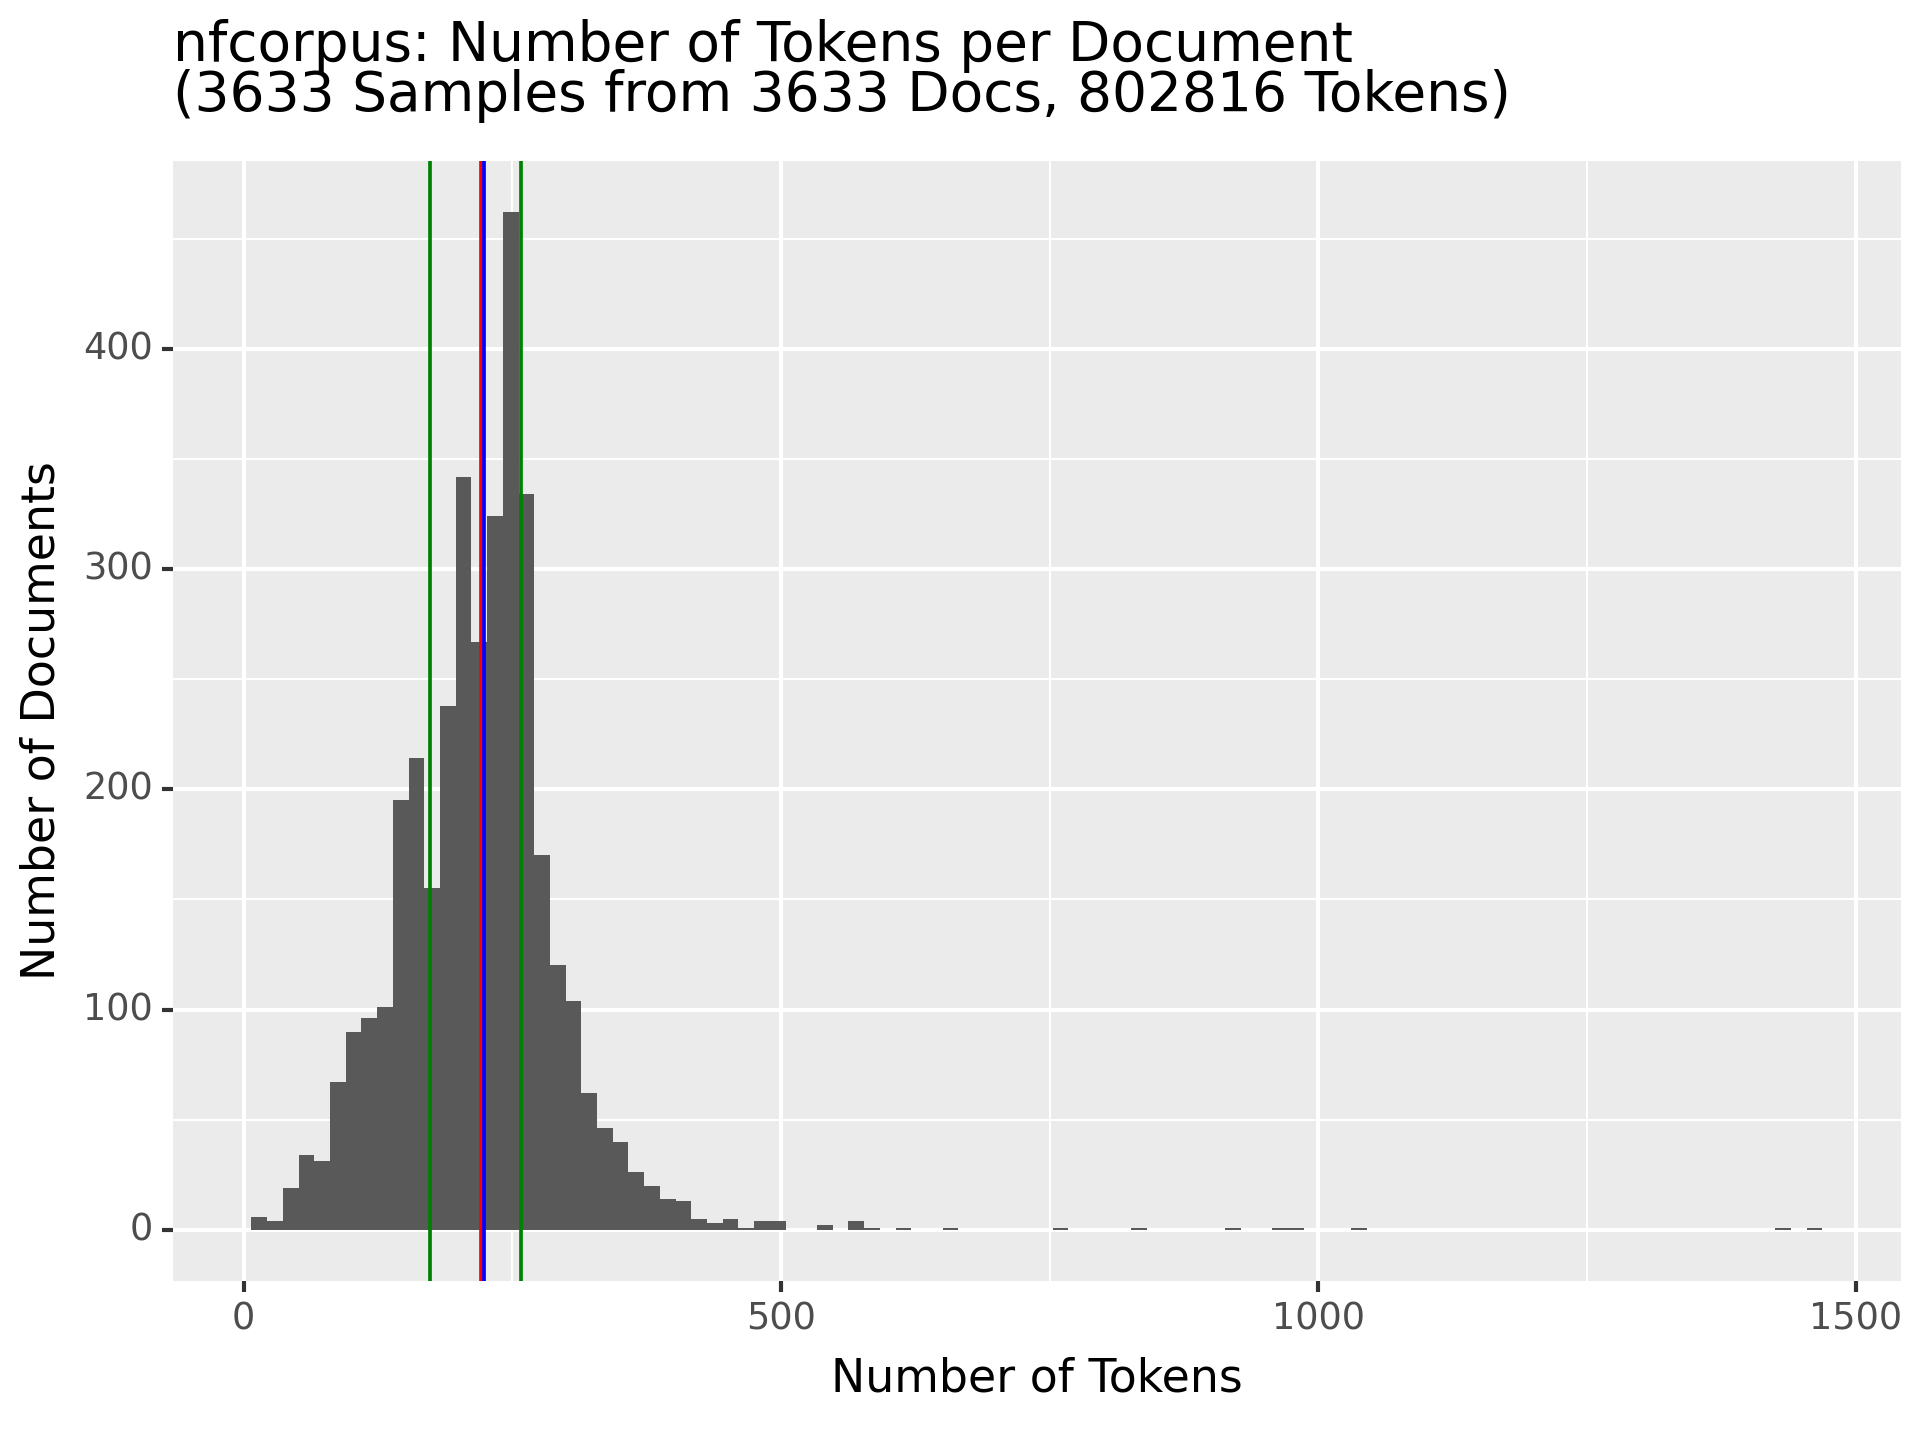 nfcorpus: Number of Tokens per Document
(3633 Samples from 3633 Docs, 802816 Tokens)
Number of Documents
400
300
200
100
0
0 500 1000 1500
Number of Tokens